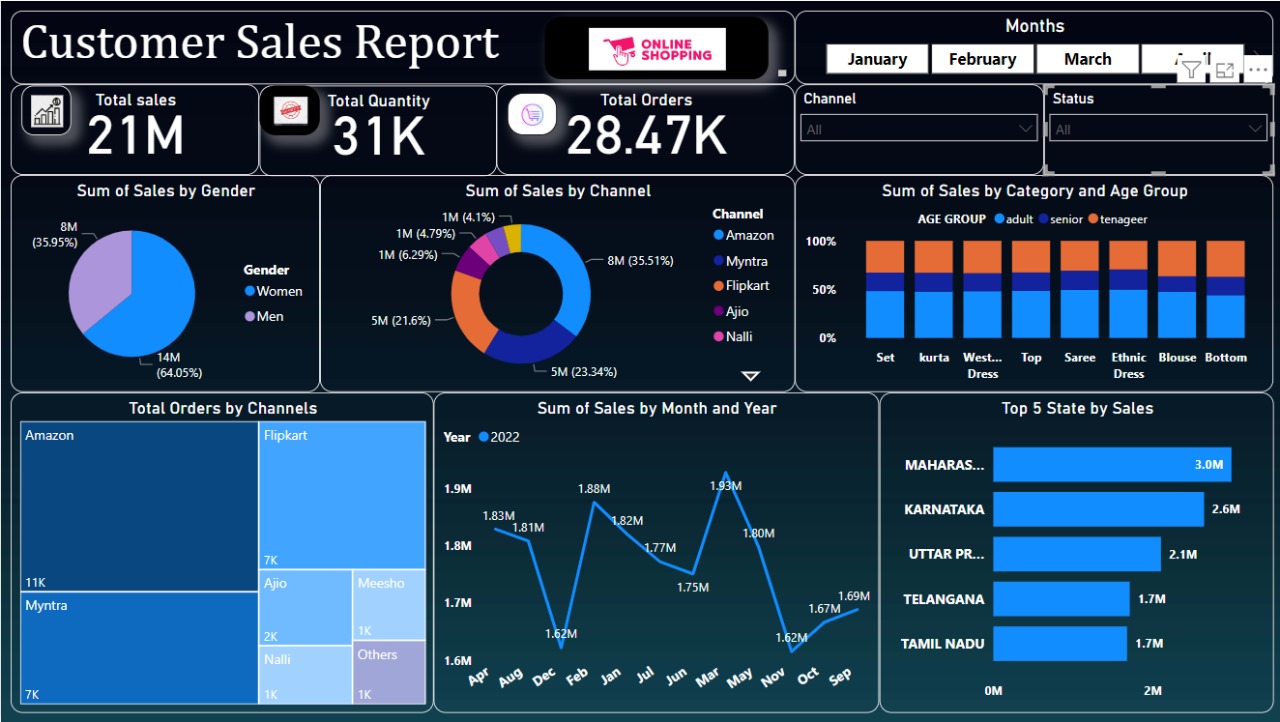 Customer Sales Report
ONLINE
SHOPPING
Months
January
February
March
Total sales
21M
Total Quantity
31K
Total Orders
28.47K
Channel
All
Status
All
Sum of Sales by Gender
8M
(35.95%)
14M
(64.05%)
Gender
Women
Men
Sum of Sales by Channel
1M (4.1%)
1M (4.79%)
1M (6.29%)
5M (21.6%)
8M (35.51%)
5M (23.34%)
Channel
Amazon
Myntra
Flipkart
Ajio
Nalli
Sum of Sales by Category and Age Group
AGE GROUP adult senior tenageer
100%
50%
0%
Set
kurta
West...
Dress
Top
Saree
Ethnic
Dress
Blouse
Bottom
Total Orders by Channels
Amazon
11K
Myntra
7K
Flipkart
7K
Ajio
2K
Nalli
1K
Meesho
1K
Others
1K
Sum of Sales by Month and Year
Year 2022
1.9M
1.8M
1.7M
1.6M
1.83M
1.81M
1.62M
1.88M
1.82M
1.77M
1.75M
1.93M
1.80M
1.62M
1.67M
1.69M
Apr
Aug
Dec
Feb
Jan
Jul
Jun
Mar
May
Nov
Oct
Sep
Top 5 State by Sales
MAHARAS...
3.0M
KARNATAKA
2.6M
UTTAR PR...
2.1M
TELANGANA
1.7M
TAMIL NADU
1.7M
0M
2M